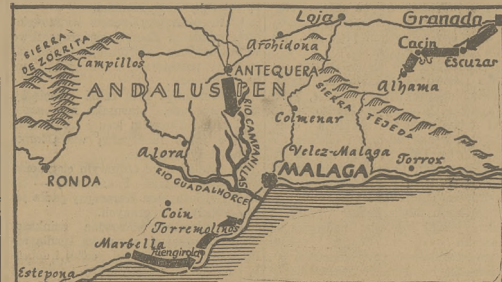 Loja
Granada
SIERRA
DE ZORRITA
Archidona
Cacin
Escuzar
Campillos
ANTEQUERA
Alhama
ANDALUSIEN
SIERRA
TEJEDA
RIO CAMPANILLAS
Colmenar
Alora
Velez-Malaga
Torrox
RIO GUADALHORCE
MALAGA
RONDA
Coin
Torremolinos
Marbella
Fuengirola
Estepona